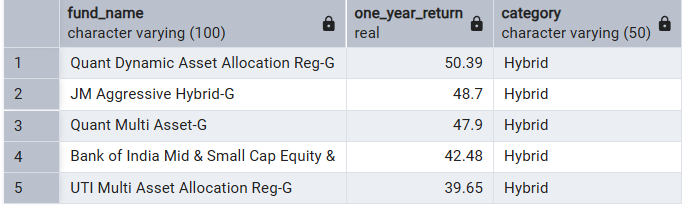 fund_name one_year_return category
character varying (100) real character varying (50)
1 Quant Dynamic Asset Allocation Reg-G 50.39 Hybrid
2 JM Aggressive Hybrid-G 48.7 Hybrid
3 Quant Multi Asset-G 47.9 Hybrid
4 Bank of India Mid & Small Cap Equity & 42.48 Hybrid
5 UTI Multi Asset Allocation Reg-G 39.65 Hybrid